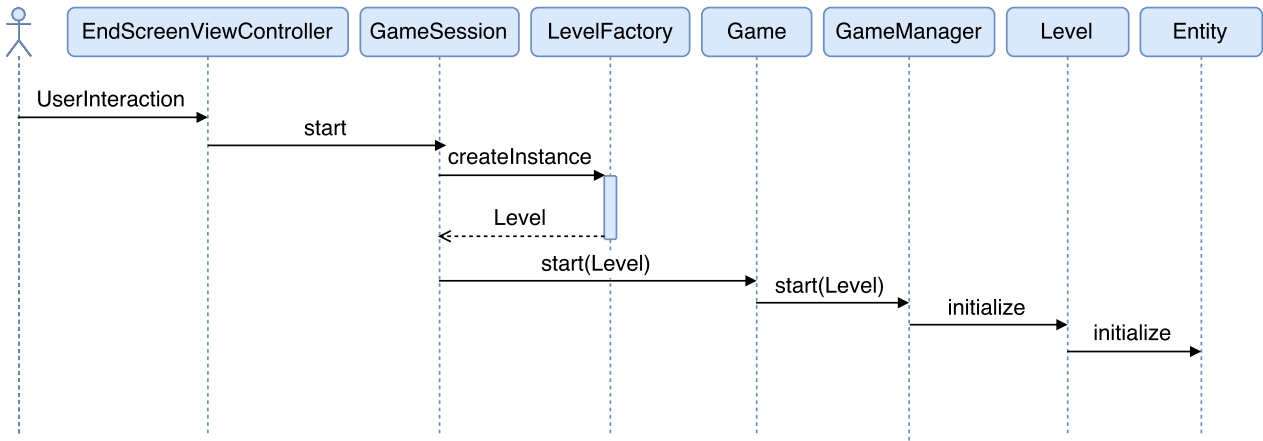 EndScreenViewController
GameSession
LevelFactory
Game
GameManager
Level
Entity
UserInteraction
start
createInstance
Level
start(Level)
start(Level)
initialize
initialize